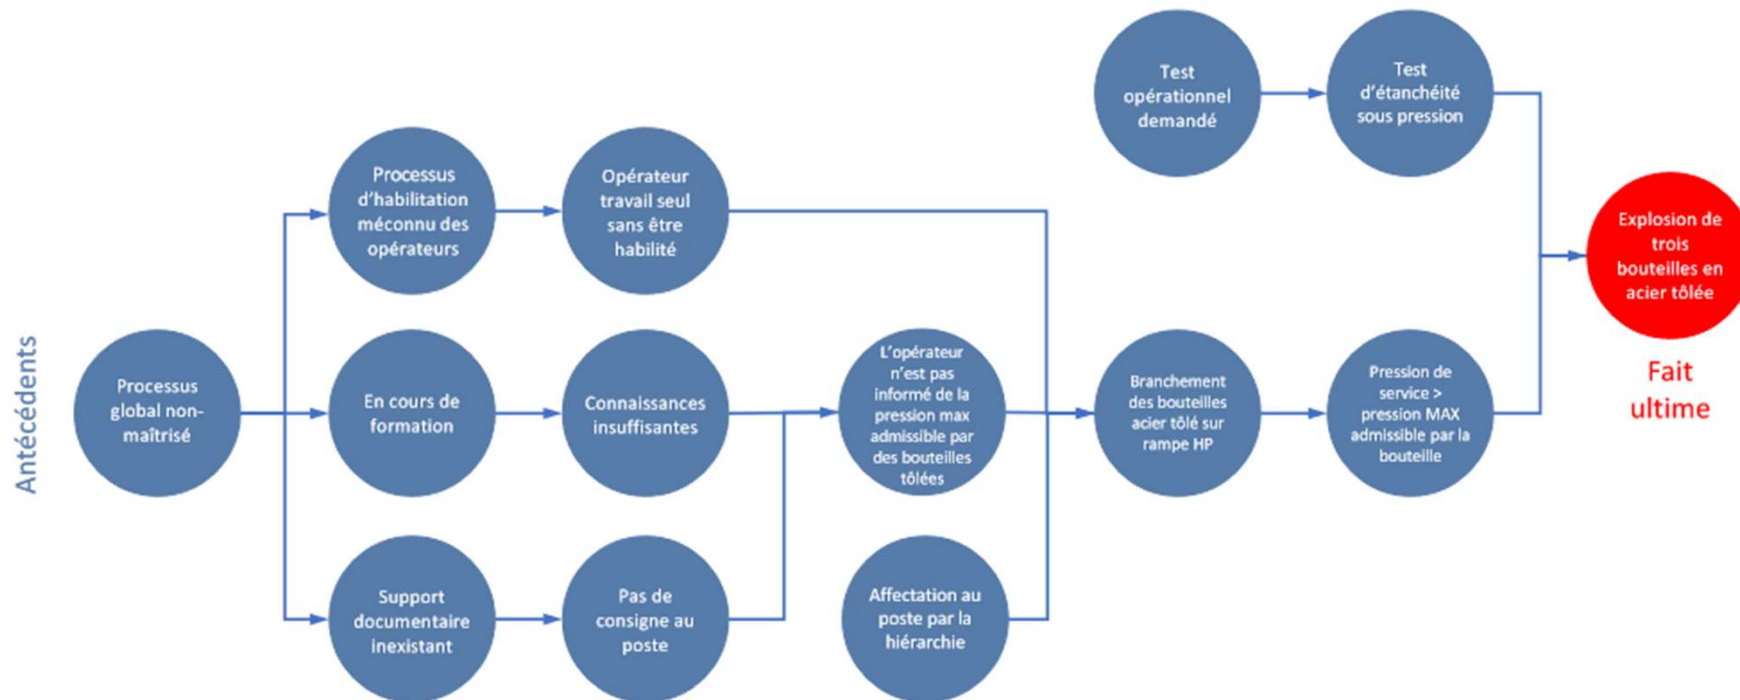 Antécédents
Processus
global non-
maîtrisé
Processus
d'habilitation
méconnu des
opérateurs
Opérateur
travail seul
sans être
habilité
En cours de
formation
Connaissances
insuffisantes
Support
documentaire
inexistant
Pas de
consigne au
poste
L'opérateur
n'est pas
informé de la
pression max
admissible par
des bouteilles
tôlées
Affectation au
poste par la
hiérarchie
Test
opérationnel
demandé
Test
d'étanchéité
sous pression
Branchement
des bouteilles
acier tôlé sur
rampe HP
Pression de
service >
pression MAX
admissible par la
bouteille
Explosion de
trois
bouteilles en
acier tôlée
Fait
ultime